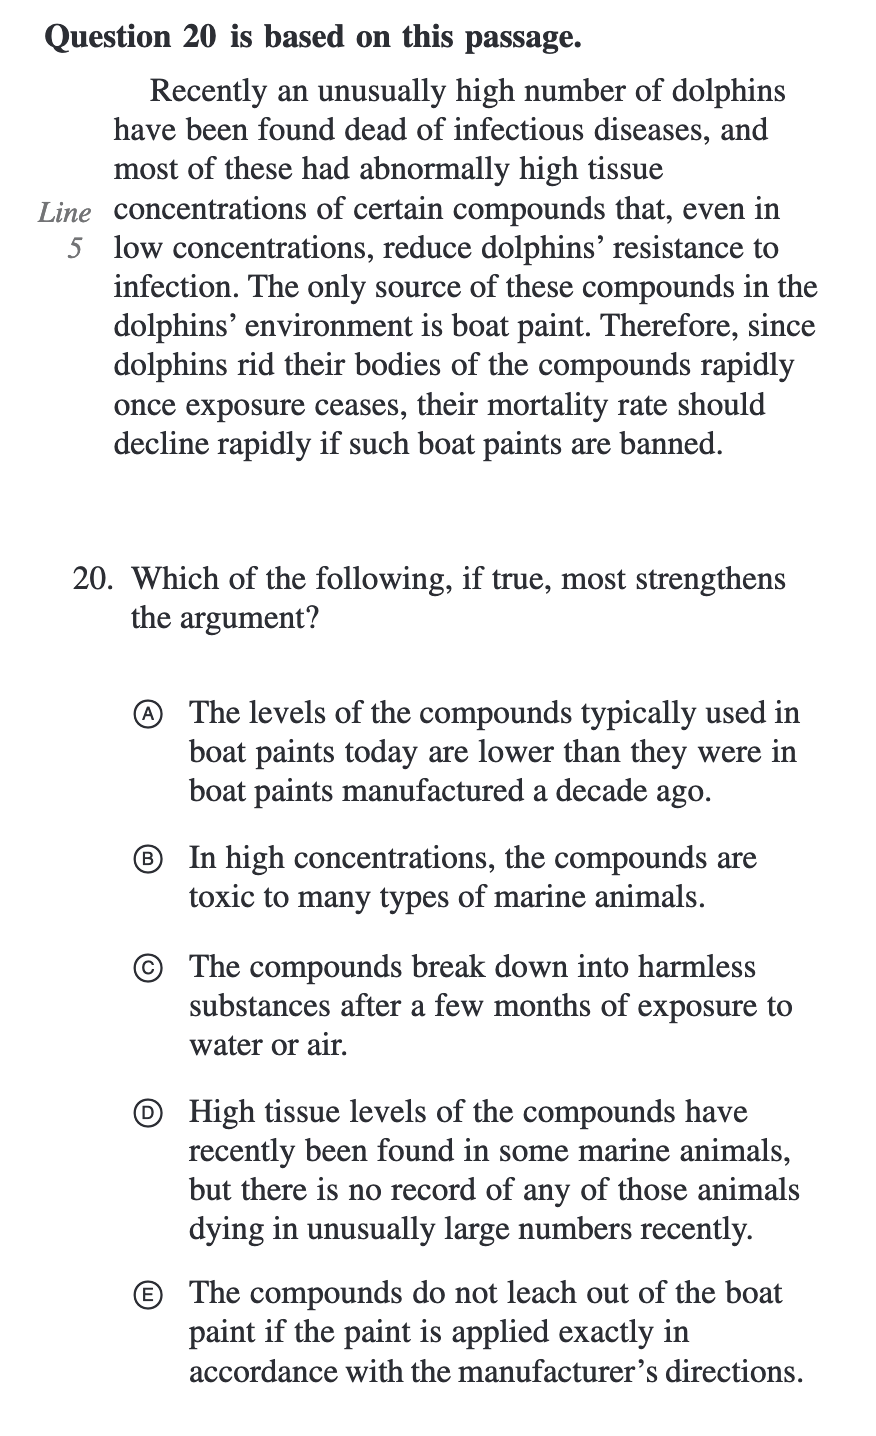 Question 20 is based on this passage.
Recently an unusually high number of dolphins
have been found dead of infectious diseases, and
most of these had abnormally high tissue
Line concentrations of certain compounds that, even in
5 low concentrations, reduce dolphins’ resistance to
infection. The only source of these compounds in the
dolphins’ environment is boat paint. Therefore, since
dolphins rid their bodies of the compounds rapidly
once exposure ceases, their mortality rate should
decline rapidly if such boat paints are banned.
20. Which of the following, if true, most strengthens
the argument?
A The levels of the compounds typically used in
boat paints today are lower than they were in
boat paints manufactured a decade ago.
B In high concentrations, the compounds are
toxic to many types of marine animals.
C The compounds break down into harmless
substances after a few months of exposure to
water or air.
D High tissue levels of the compounds have
recently been found in some marine animals,
but there is no record of any of those animals
dying in unusually large numbers recently.
E The compounds do not leach out of the boat
paint if the paint is applied exactly in
accordance with the manufacturer’s directions.